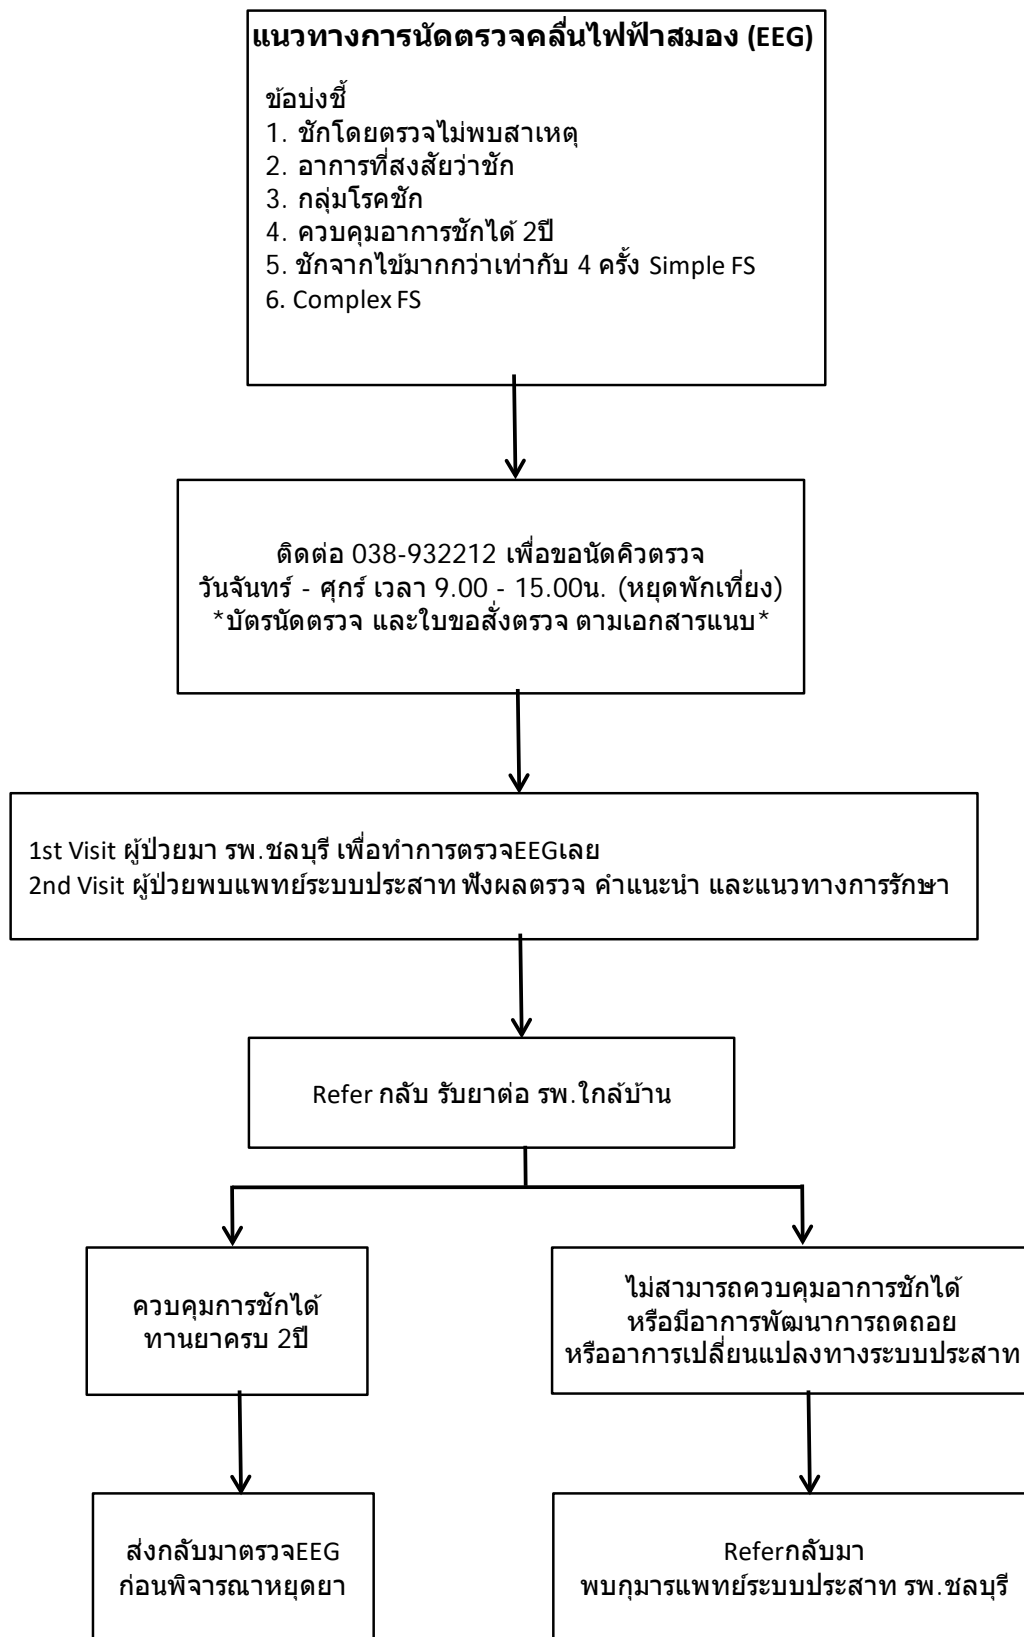 แนวทางการนัดตรวจคลื่นไฟฟ้าสมอง (EEG)
ข้อบ่งชี้
1. ชักโดยตรวจไม่พบสาเหตุ
2. อาการที่สงสัยว่าชัก
3. กลุ่มโรคชัก
4. ควบคุมอาการชักได้ 2ปี
5. ชักจากไข้มากกว่าเท่ากับ 4 ครั้ง Simple FS
6. Complex FS
ติดต่อ 038-932212 เพื่อขอนัดคิวตรวจ
วันจันทร์ - ศุกร์ เวลา 9.00 - 15.00น. (หยุดพักเที่ยง)
*บัตรนัดตรวจ และใบขอสั่งตรวจ ตามเอกสารแนบ*
1st Visit ผู้ป่วยมา รพ.ชลบุรี เพื่อทำการตรวจEEGเลย
2nd Visit ผู้ป่วยพบแพทย์ระบบประสาท ฟังผลตรวจ คำแนะนำ และแนวทางการรักษา
Refer กลับ รับยาต่อ รพ.ใกล้บ้าน
ควบคุมการชักได้
ทานยาครบ 2ปี
ไม่สามารถควบคุมอาการชักได้
หรือมีอาการพัฒนาการถดถอย
หรืออาการเปลี่ยนแปลงทางระบบประสาท
ส่งกลับมาตรวจEEG
ก่อนพิจารณาหยุดยา
Referกลับมา
พบกุมารแพทย์ระบบประสาท รพ.ชลบุรี